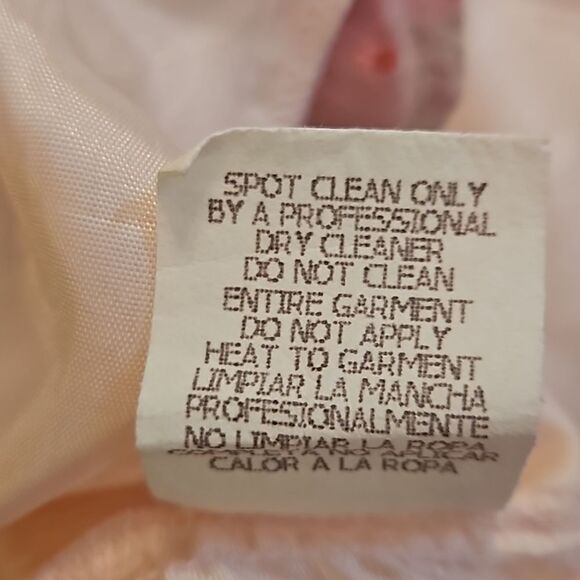 SPOT CLEAN ONLY
BY A PROFESSIONAL
DRY CLEANER
DO NOT CLEAN
ENTIRE GARMENT
DO NOT APPLY
HEAT TO GARMENT
LIMPIAR LA MANCHA
PROFESIONALMENTE
NO LIMPIAR LA ROPA
COMPLETA NO APLICAR
CALOR A LA ROPA